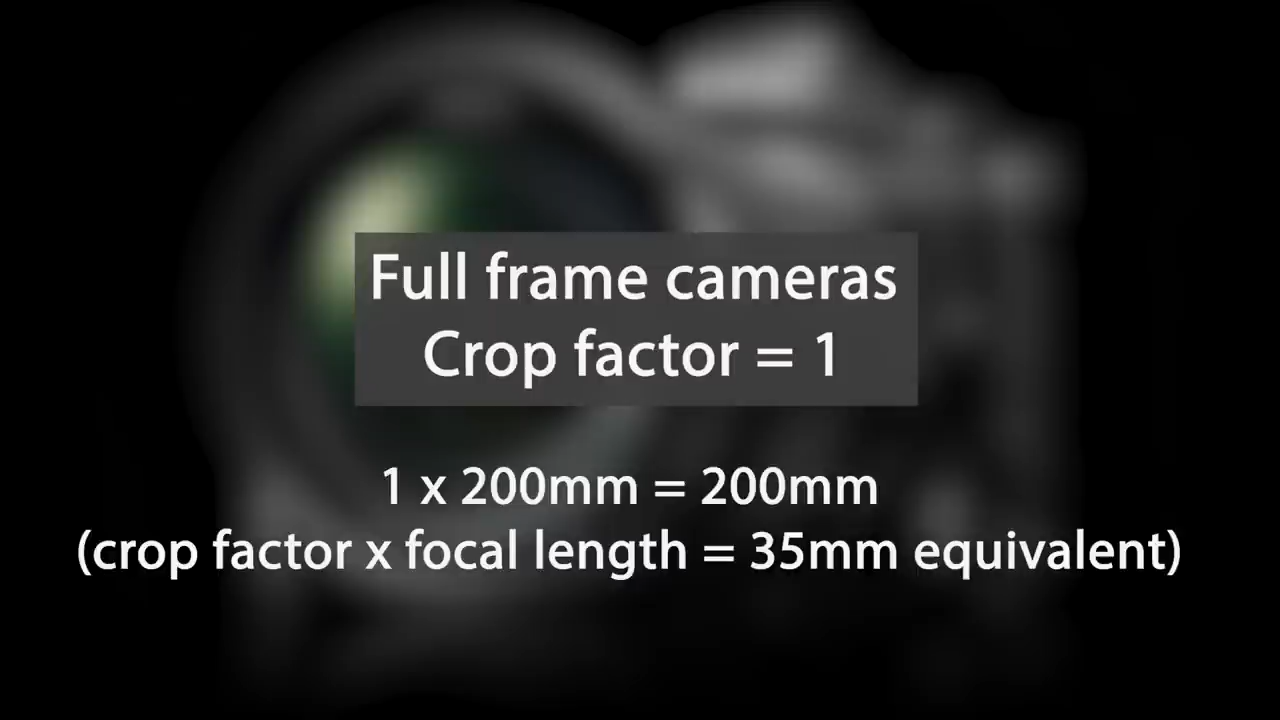 Full frame cameras
Crop factor = 1
1 x 200mm = 200mm
(crop factor x focal length = 35mm equivalent)